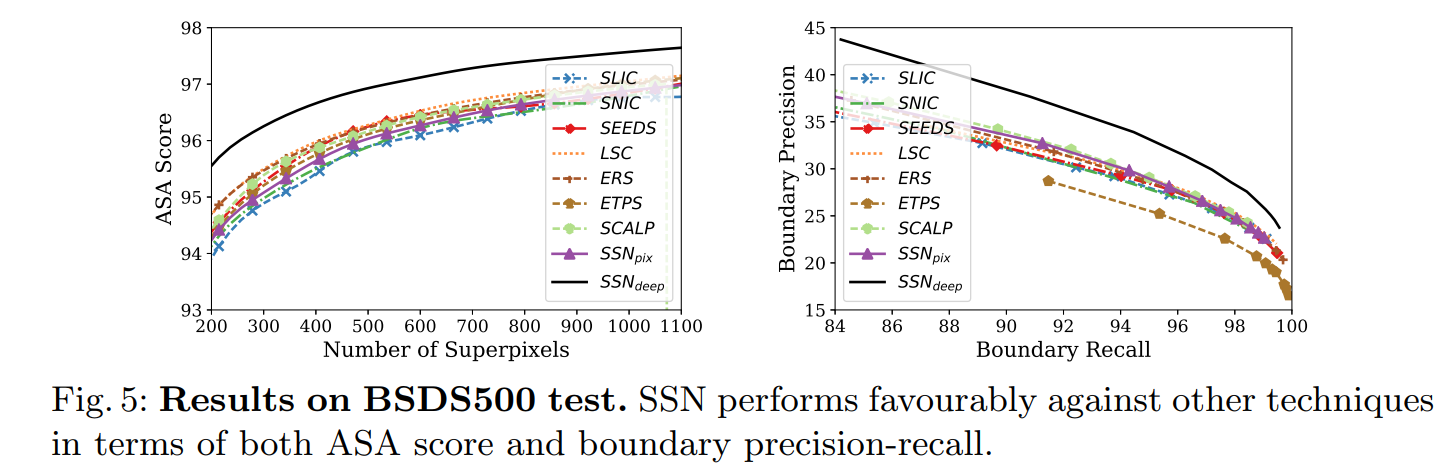 98
97
96
95
94
93
ASA Score
200 300 400 500 600 700 800 900 1000 1100
Number of Superpixels
SLIC
SNIC
SEEDS
LSC
ERS
ETPS
SCALP
SSNpix
SSNdeep
45
40
35
30
25
20
15
Boundary Precision
84 86 88 90 92 94 96 98 100
Boundary Recall
SLIC
SNIC
SEEDS
LSC
ERS
ETPS
SCALP
SSNpix
SSNdeep
Fig. 5: Results on BSDS500 test. SSN performs favourably against other techniques
in terms of both ASA score and boundary precision-recall.